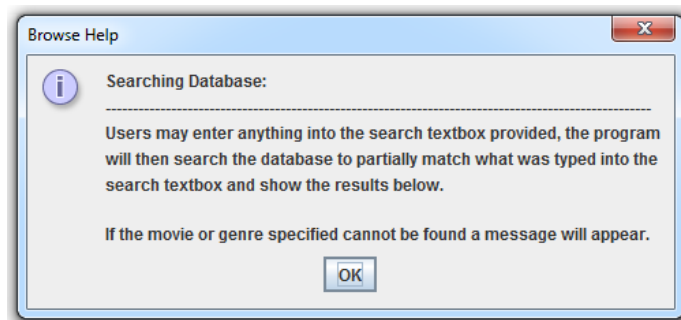 Browse Help
Searching Database:
---------------------------------------------------------------------------------------------------
Users may enter anything into the search textbox provided, the program
will then search the database to partially match what was typed into the
search textbox and show the results below.
If the movie or genre specified cannot be found a message will appear.
OK